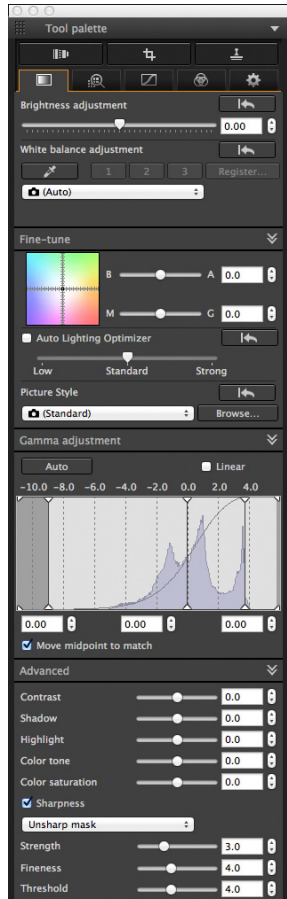 Tool palette
Brightness adjustment
0.00
White balance adjustment
1 2 3 Register...
(Auto)
Fine-tune
B A 0.0
M G 0.0
Auto Lighting Optimizer
Low Standard Strong
Picture Style
(Standard) Browse...
Gamma adjustment
Auto Linear
-10.0 -8.0 -6.0 -4.0 -2.0 0.0 2.0 4.0
0.00 0.00 0.00
Move midpoint to match
Advanced
Contrast 0.0
Shadow 0.0
Highlight 0.0
Color tone 0.0
Color saturation 0.0
Sharpness
Unsharp mask
Strength 3.0
Fineness 4.0
Threshold 4.0